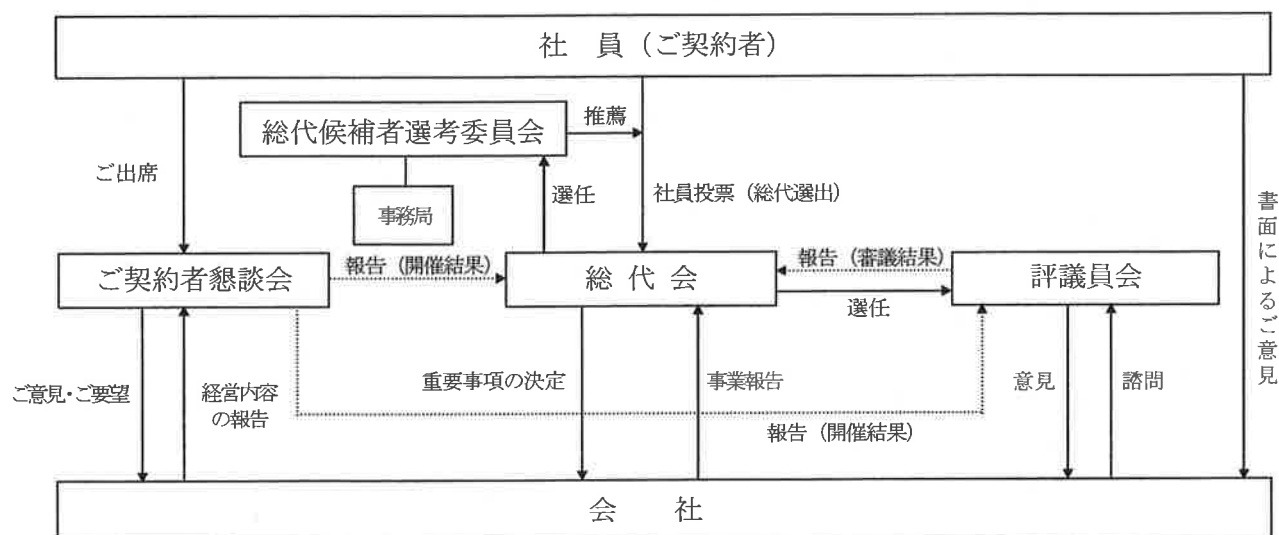 社 員（ご契約者）
総代候補者選考委員会
推薦
ご出席
事務局
選任
社員投票（総代選出）
書面によるご意見
ご契約者懇談会
報告（開催結果）
総 代 会
報告（審議結果）
選任
評議員会
ご意見・ご要望
経営内容
の報告
重要事項の決定
事業報告
報告（開催結果）
意見
諮問
会 社